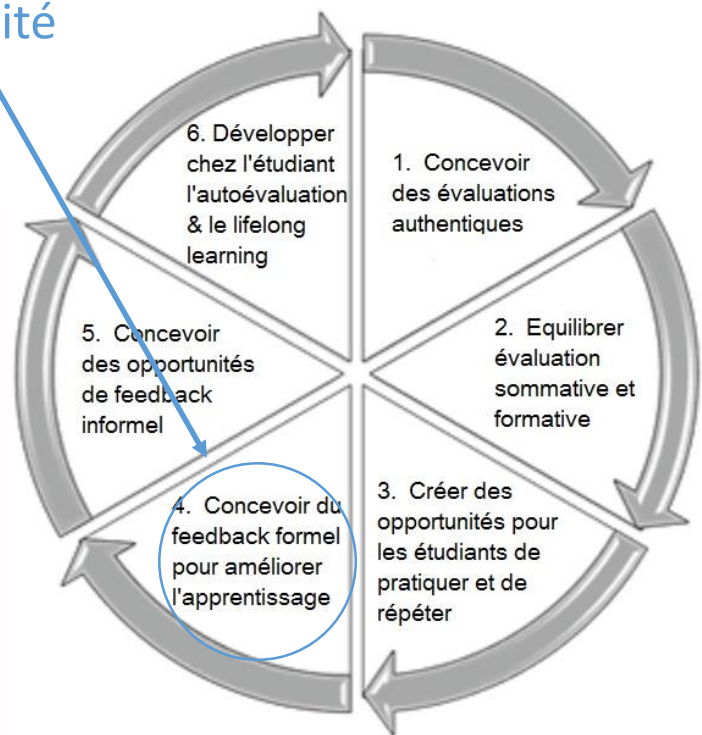 ité
6. Développer
chez l'étudiant
l'autoévaluation
& le lifelong
learning
1. Concevoir
des évaluations
authentiques
5. Concevoir
des opportunités
de feedback
informel
2. Equilibrer
évaluation
sommative et
formative
4. Concevoir du
feedback formel
pour améliorer
l'apprentissage
3. Créer des
opportunités pour
les étudiants de
pratiquer et de
répéter